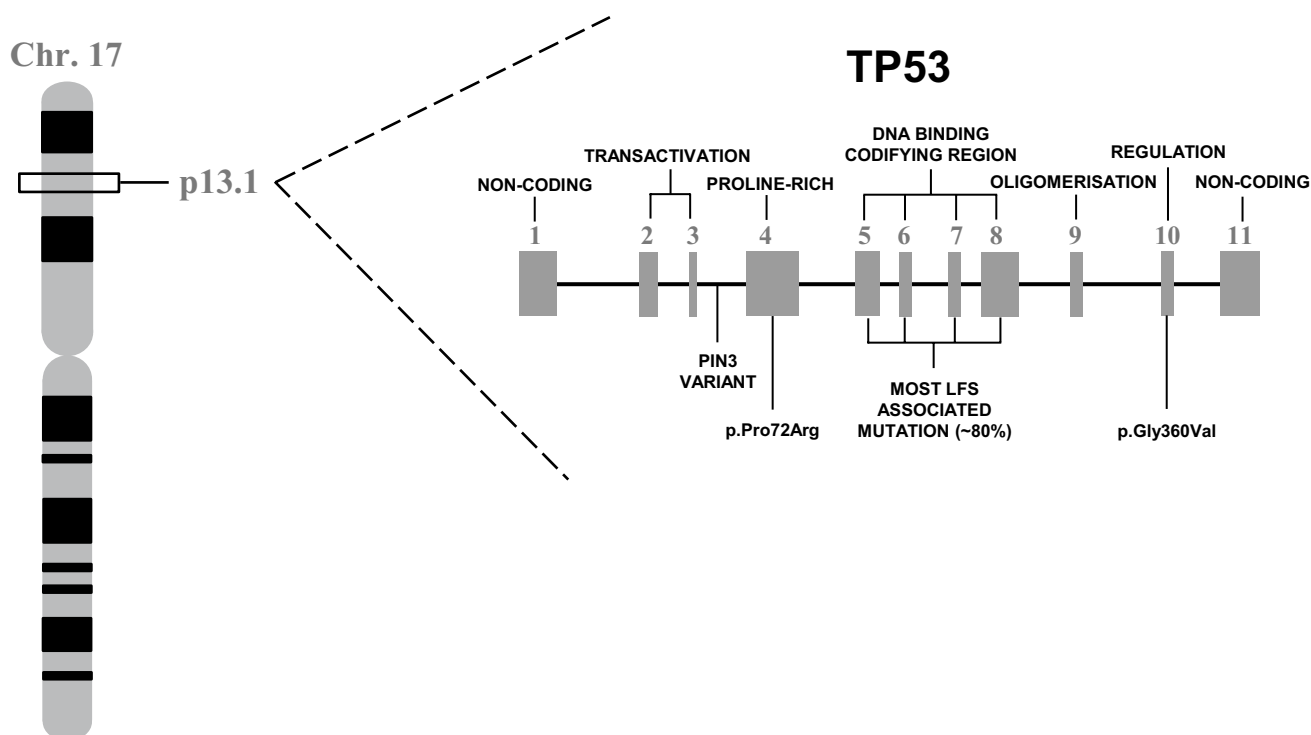 Chr. 17
p13.1
TP53
NON-CODING
TRANSACTIVATION
PROLINE-RICH
DNA BINDING
CODIFYING REGION
OLIGOMERISATION
REGULATION
NON-CODING
1
2
3
4
5
6
7
8
9
10
11
PIN3
VARIANT
p.Pro72Arg
MOST LFS
ASSOCIATED
MUTATION (~80%)
p.Gly360Val